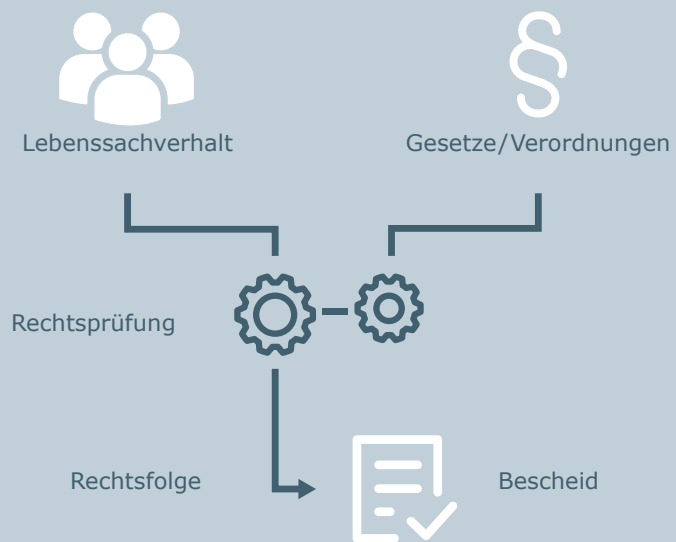 Lebenssachverhalt
Gesetze/Verordnungen
Rechtsprüfung
Rechtsfolge
Bescheid